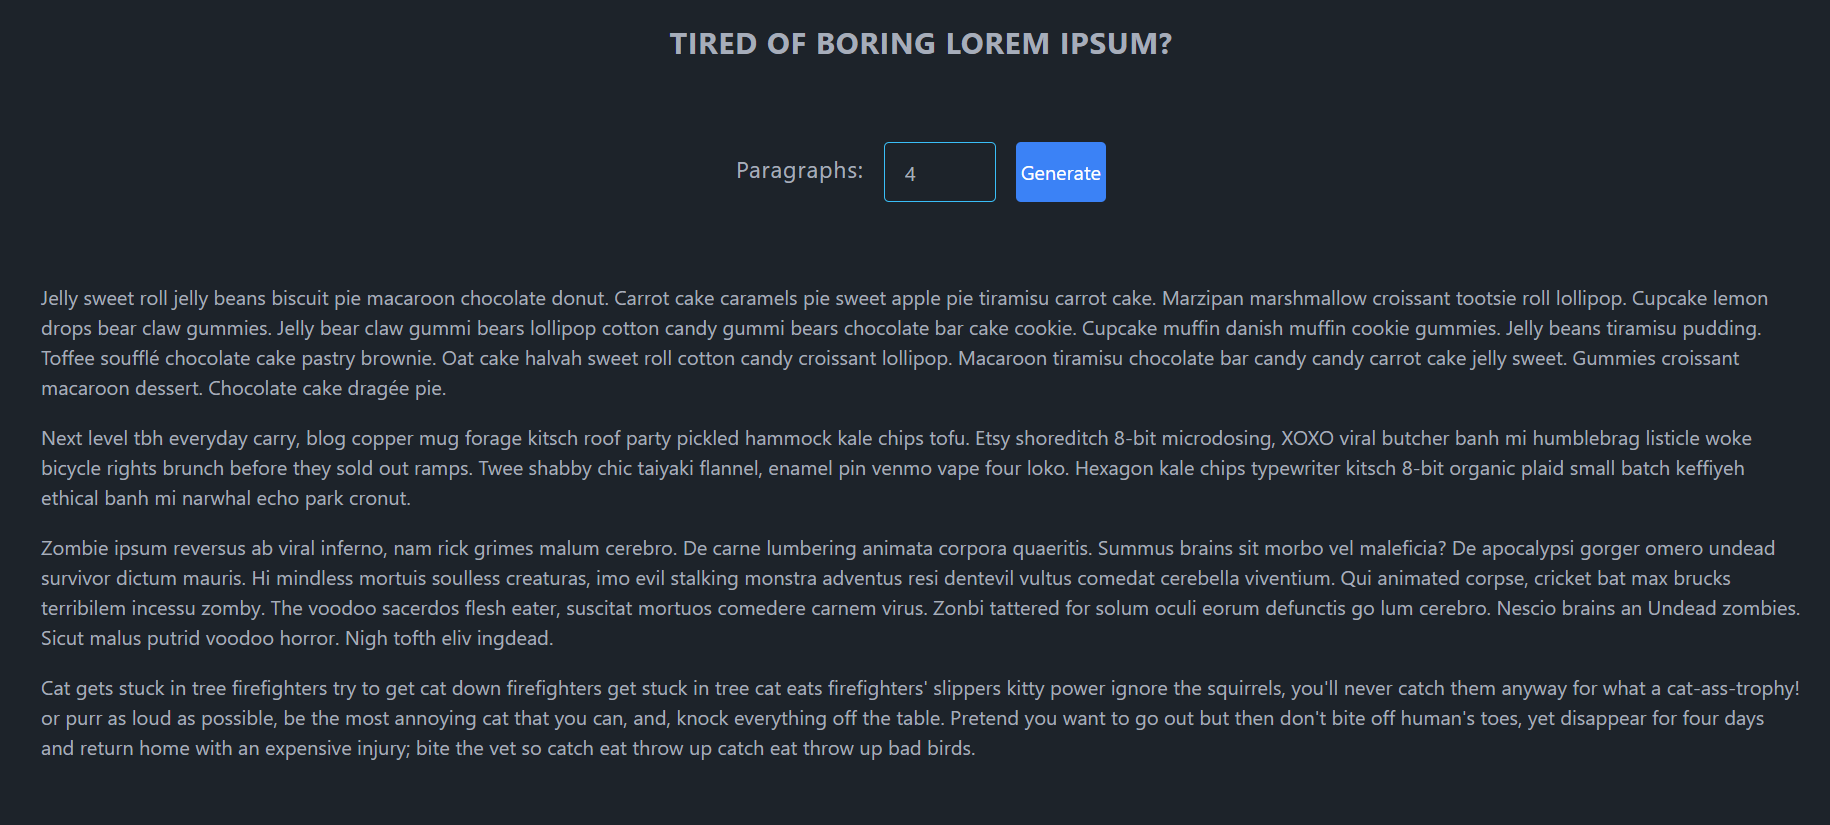 TIRED OF BORING LOREM IPSUM?
Paragraphs:
4
Generate
Jelly sweet roll jelly beans biscuit pie macaroon chocolate donut. Carrot cake caramels pie sweet apple pie tiramisu carrot cake. Marzipan marshmallow croissant tootsie roll lollipop. Cupcake lemon
drops bear claw gummies. Jelly bear claw gummi bears lollipop cotton candy gummi bears chocolate bar cake cookie. Cupcake muffin danish muffin cookie gummies. Jelly beans tiramisu pudding.
Toffee soufflé chocolate cake pastry brownie. Oat cake halvah sweet roll cotton candy croissant lollipop. Macaroon tiramisu chocolate bar candy candy carrot cake jelly sweet. Gummies croissant
macaroon dessert. Chocolate cake dragée pie.
Next level tbh everyday carry, blog copper mug forage kitsch roof party pickled hammock kale chips tofu. Etsy shoreditch 8-bit microdosing, XOXO viral butcher banh mi humblebrag listicle woke
bicycle rights brunch before they sold out ramps. Twee shabby chic taiyaki flannel, enamel pin venmo vape four loko. Hexagon kale chips typewriter kitsch 8-bit organic plaid small batch keffiyeh
ethical banh mi narwhal echo park cronut.
Zombie ipsum reversus ab viral inferno, nam rick grimes malum cerebro. De carne lumbering animata corpora quaeritis. Summus brains sit morbo vel maleficia? De apocalypsi gorger omero undead
survivor dictum mauris. Hi mindless mortuis soulless creaturas, imo evil stalking monstra adventus resi dentevil vultus comedat cerebella viventium. Qui animated corpse, cricket bat max brucks
terribilem incessu zomby. The voodoo sacerdos flesh eater, suscitat mortuos comedere carnem virus. Zonbi tattered for solum oculi eorum defunctis go lum cerebro. Nescio brains an Undead zombies.
Sicut malus putrid voodoo horror. Nigh tofth eliv ingdead.
Cat gets stuck in tree firefighters try to get cat down firefighters get stuck in tree cat eats firefighters' slippers kitty power ignore the squirrels, you'll never catch them anyway for what a cat-ass-trophy!
or purr as loud as possible, be the most annoying cat that you can, and, knock everything off the table. Pretend you want to go out but then don't bite off human's toes, yet disappear for four days
and return home with an expensive injury; bite the vet so catch eat throw up catch eat throw up bad birds.